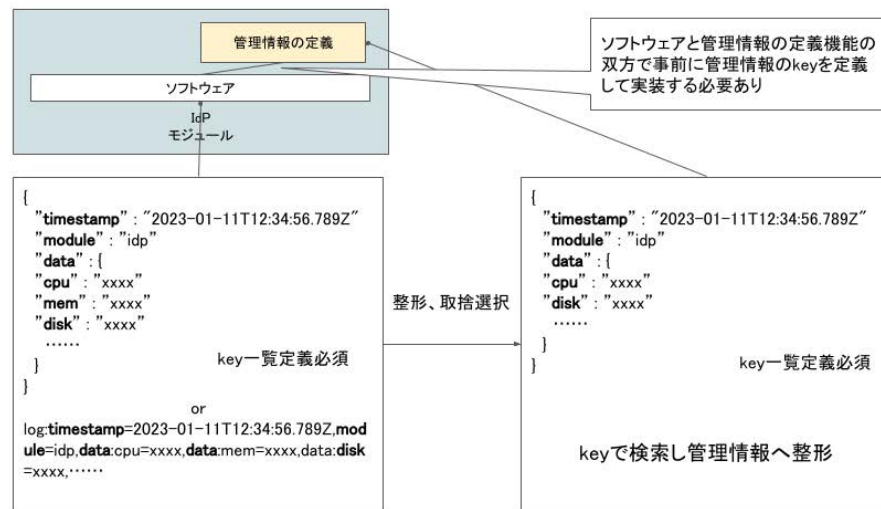 管理情報の定義
ソフトウェア
IdP
モジュール
ソフトウェアと管理情報の定義機能の
双方で事前に管理情報のkeyを定義
して実装する必要あり
{
"timestamp" : "2023-01-11T12:34:56.789Z"
"module" : "idp"
"data" : {
"cpu" : "xxxx"
"mem" : "xxxx"
"disk" : "xxxx"
……
}
key一覧定義必須
}
or
log:timestamp=2023-01-11T12:34:56.789Z,mod
ule=idp,data:cpu=xxxx,data:mem=xxxx,data:disk
=xxxx,……
整形、取捨選択
{
"timestamp" : "2023-01-11T12:34:56.789Z"
"module" : "idp"
"data" : {
"cpu" : "xxxx"
"disk" : "xxxx"
……
}
key一覧定義必須
}
keyで検索し管理情報へ整形